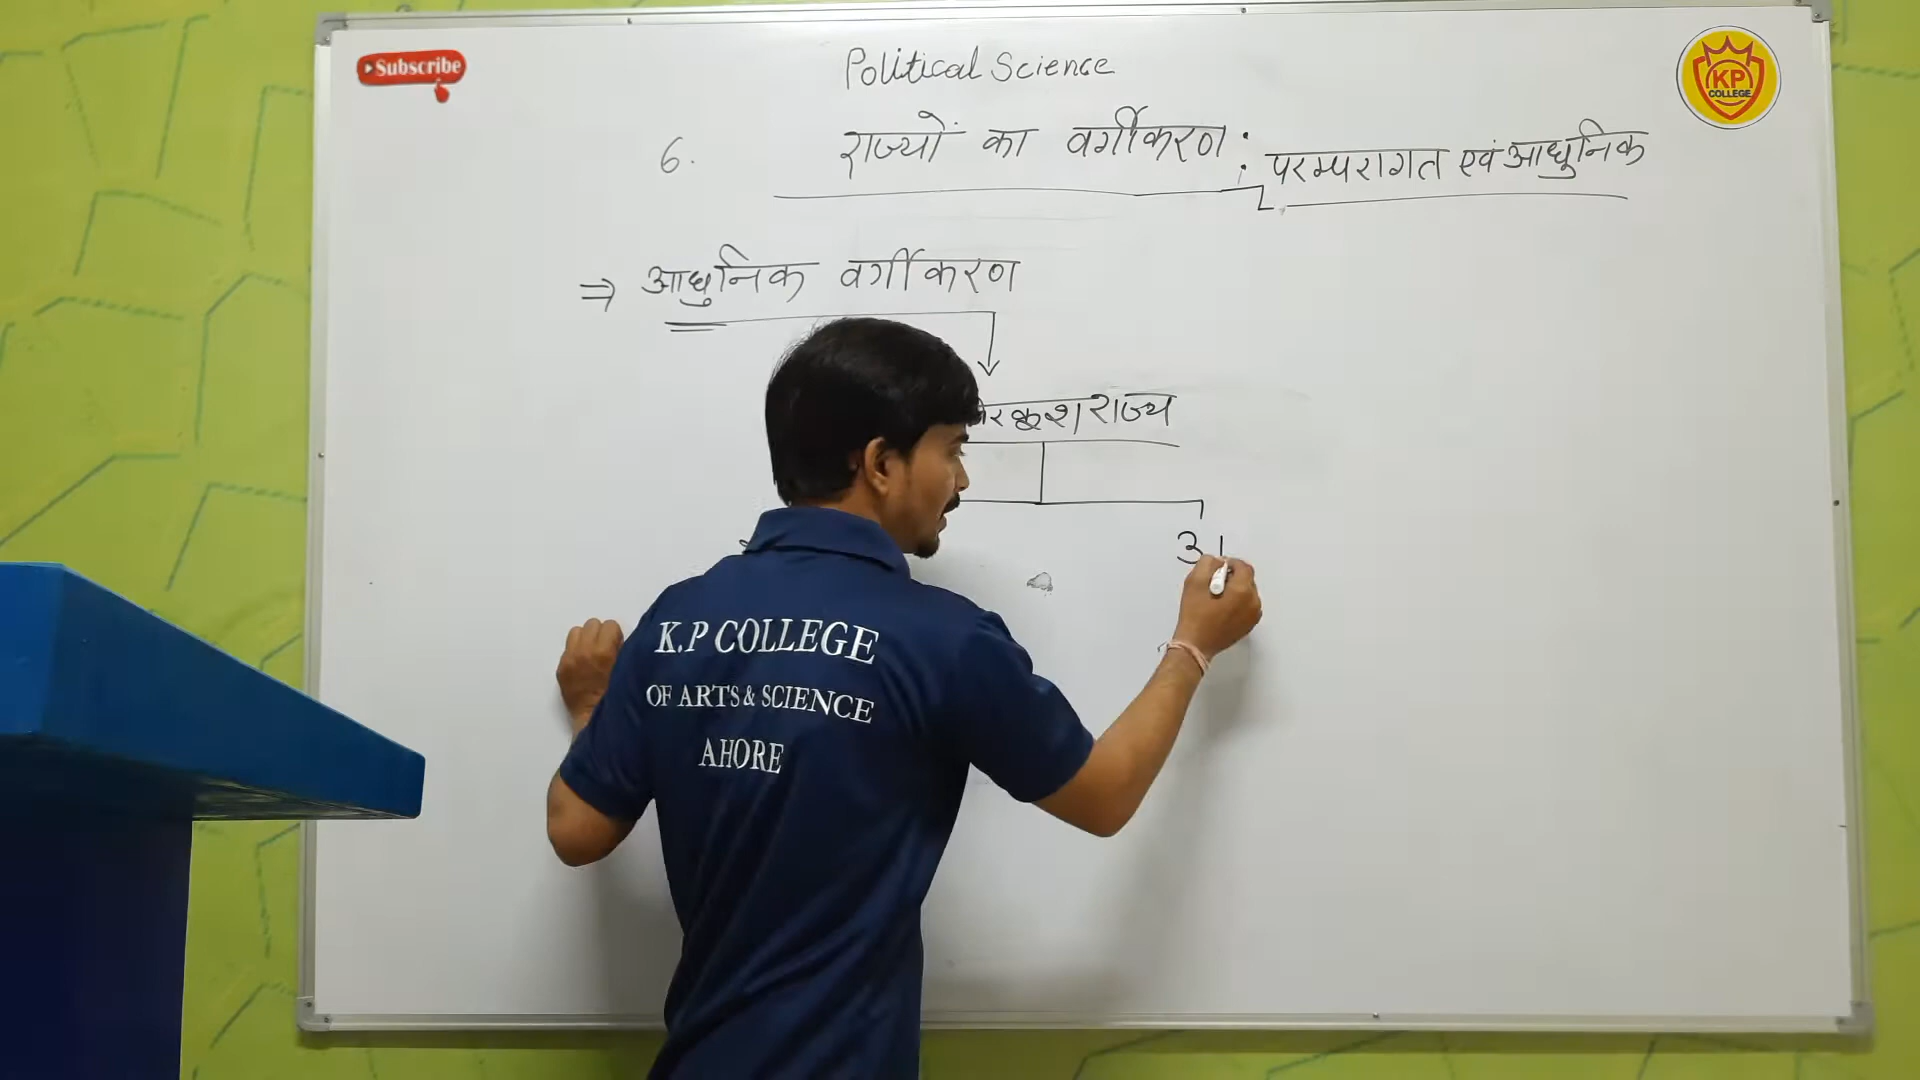 Subscribe
Political Science
KP
COLLEGE
6. राज्यों का वर्गीकरण : परम्परागत एवं आधुनिक
⇒ आधुनिक वर्गीकरण
राज्य
K.P COLLEGE
OF ARTS & SCIENCE
AHORE